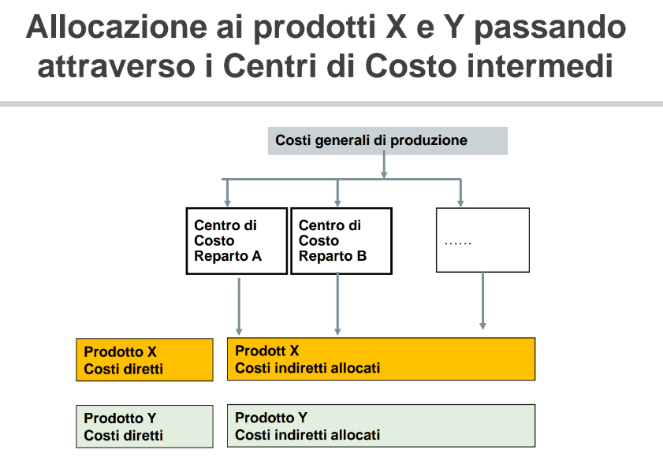 Allocazione ai prodotti X e Y passando
attraverso i Centri di Costo intermedi
Costi generali di produzione
Centro di
Costo
Reparto A
Centro di
Costo
Reparto B
......
Prodotto X
Costi diretti
Prodott X
Costi indiretti allocati
Prodotto Y
Costi diretti
Prodotto Y
Costi indiretti allocati